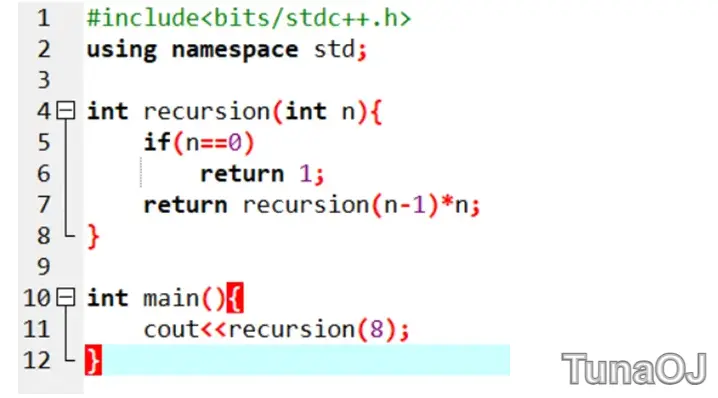 1 #include<bits/stdc++.h>
2 using namespace std;
3
4 int recursion(int n){
5 if(n==0)
6 return 1;
7 return recursion(n-1)*n;
8 }
9
10 int main(){
11 cout<<recursion(8);
12 }
TunaOJ